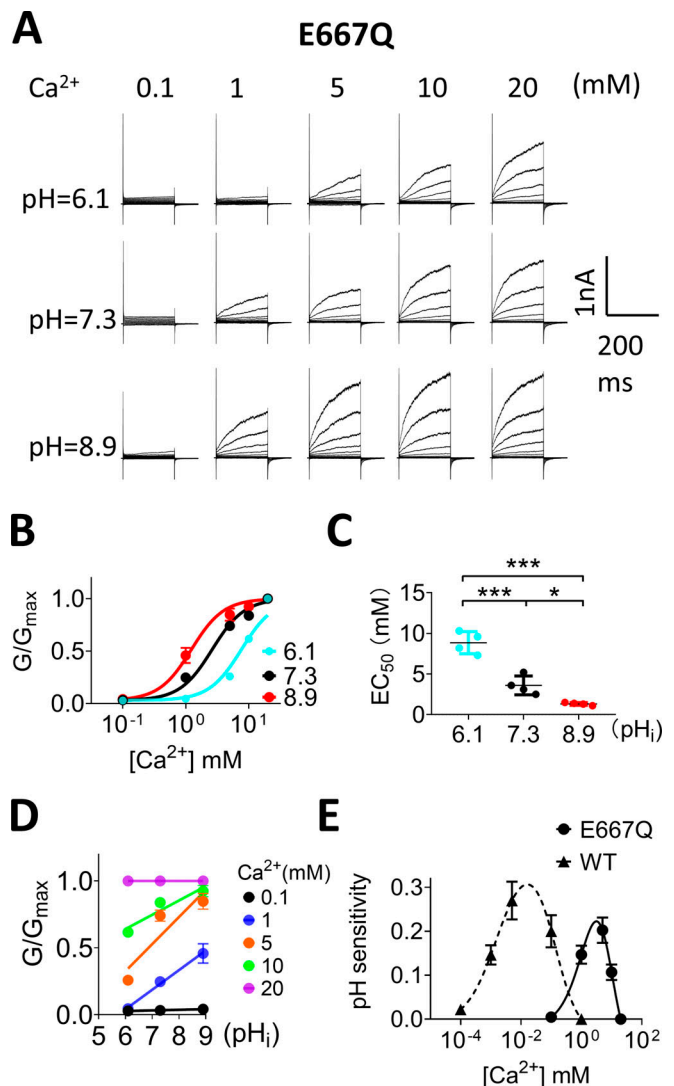 A
E667Q
Ca²⁺ 0.1 1 5 10 20 (mM)
pH=6.1
pH=7.3
1nA
200
ms
pH=8.9
B
G/Gmax
1.0
0.5
0.0
6.1
7.3
8.9
10⁻¹ 10⁰ 10¹
[Ca²⁺] mM
C
***
*** *
EC₅₀ (mM)
15
10
5
0
6.1 7.3 8.9 (pHi)
D
G/Gmax
1.0
0.5
0.0
Ca²⁺(mM)
0.1
1
5
10
20
5 6 7 8 9 (pHi)
E
E667Q
WT
pH sensitivity
0.3
0.2
0.1
0.0
10⁻⁴ 10⁻² 10⁰ 10²
[Ca²⁺] mM